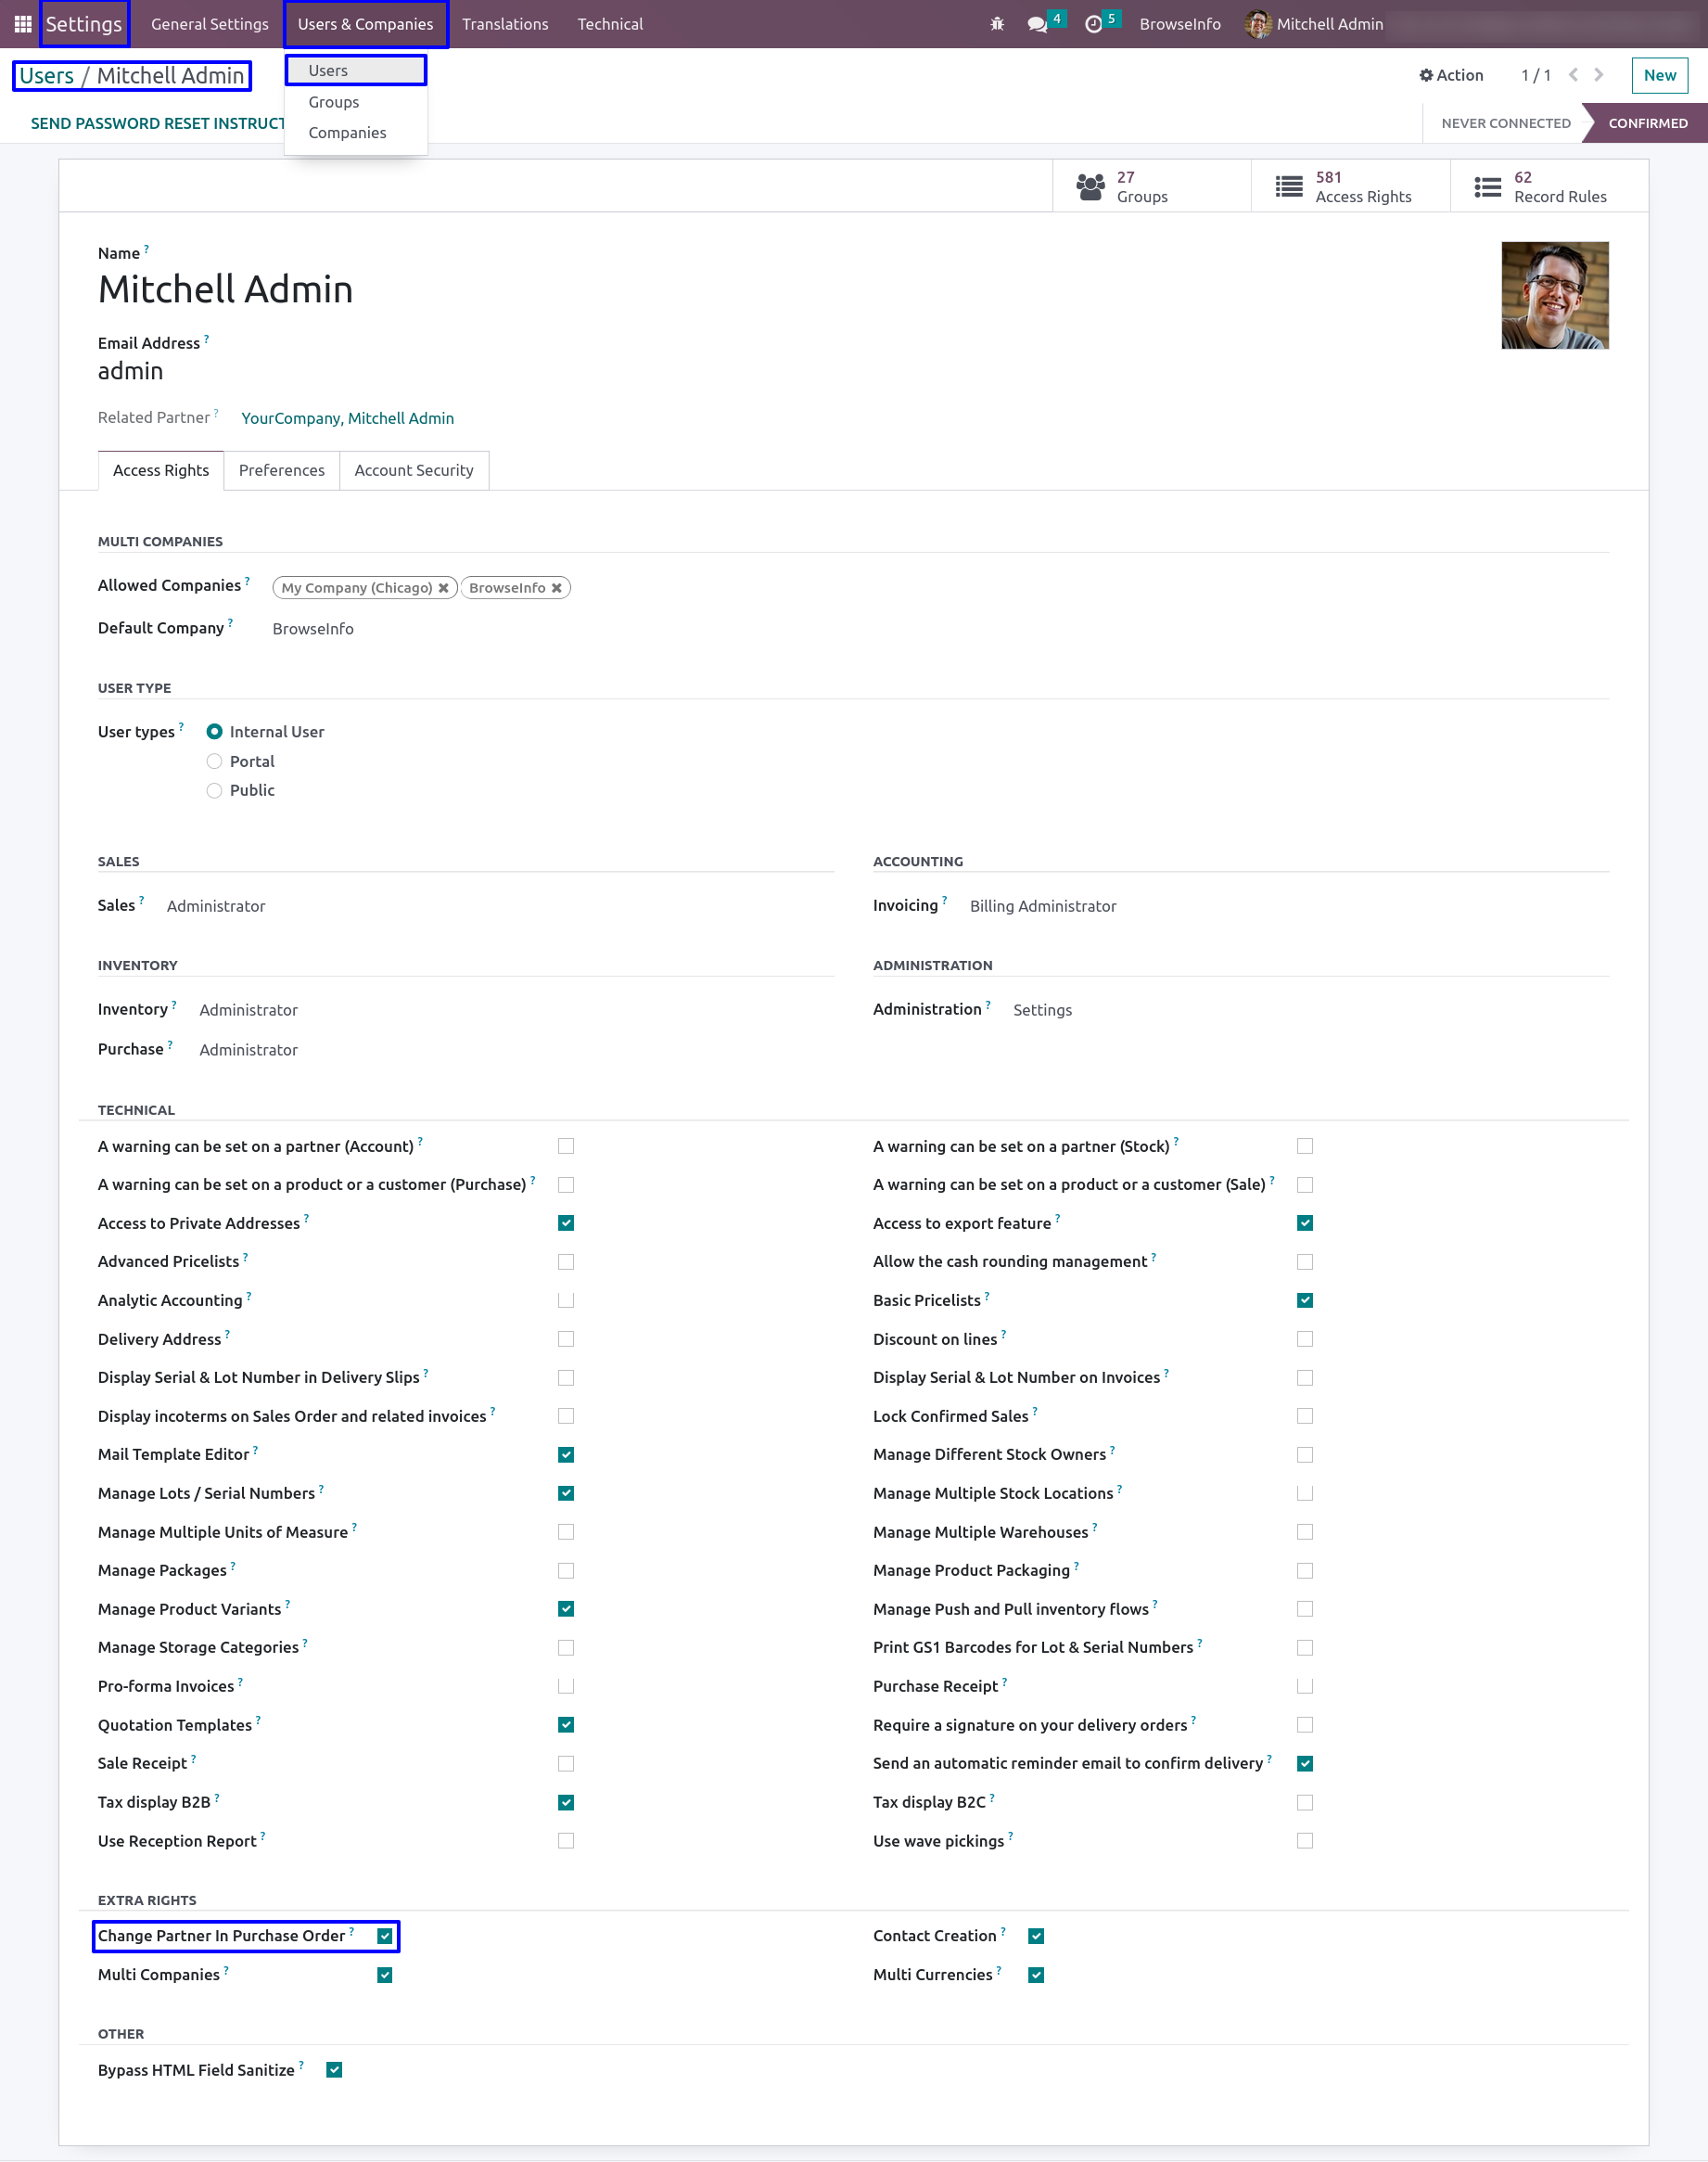 Settings General Settings Users & Companies Translations Technical 4 5 BrowseInfo Mitchell Admin
Users / Mitchell Admin
Users
Groups
Companies
Action 1 / 1 New
SEND PASSWORD RESET INSTRUCT
NEVER CONNECTED CONFIRMED
27
Groups
581
Access Rights
62
Record Rules
Name ?
Mitchell Admin
Email Address ?
admin
Related Partner ? YourCompany, Mitchell Admin
Access Rights Preferences Account Security
MULTI COMPANIES
Allowed Companies ? My Company (Chicago) BrowseInfo
Default Company ? BrowseInfo
USER TYPE
User types ? Internal User
Portal
Public
SALES ACCOUNTING
Sales ? Administrator Invoicing ? Billing Administrator
INVENTORY ADMINISTRATION
Inventory ? Administrator Administration ? Settings
Purchase ? Administrator
TECHNICAL
A warning can be set on a partner (Account) ? A warning can be set on a partner (Stock) ?
A warning can be set on a product or a customer (Purchase) ? A warning can be set on a product or a customer (Sale) ?
Access to Private Addresses ? Access to export feature ?
Advanced Pricelists ? Allow the cash rounding management ?
Analytic Accounting ? Basic Pricelists ?
Delivery Address ? Discount on lines ?
Display Serial & Lot Number in Delivery Slips ? Display Serial & Lot Number on Invoices ?
Display incoterms on Sales Order and related invoices ? Lock Confirmed Sales ?
Mail Template Editor ? Manage Different Stock Owners ?
Manage Lots / Serial Numbers ? Manage Multiple Stock Locations ?
Manage Multiple Units of Measure ? Manage Multiple Warehouses ?
Manage Packages ? Manage Product Packaging ?
Manage Product Variants ? Manage Push and Pull inventory flows ?
Manage Storage Categories ? Print GS1 Barcodes for Lot & Serial Numbers ?
Pro-forma Invoices ? Purchase Receipt ?
Quotation Templates ? Require a signature on your delivery orders ?
Sale Receipt ? Send an automatic reminder email to confirm delivery ?
Tax display B2B ? Tax display B2C ?
Use Reception Report ? Use wave pickings ?
EXTRA RIGHTS
Change Partner In Purchase Order ? Contact Creation ?
Multi Companies ? Multi Currencies ?
OTHER
Bypass HTML Field Sanitize ?